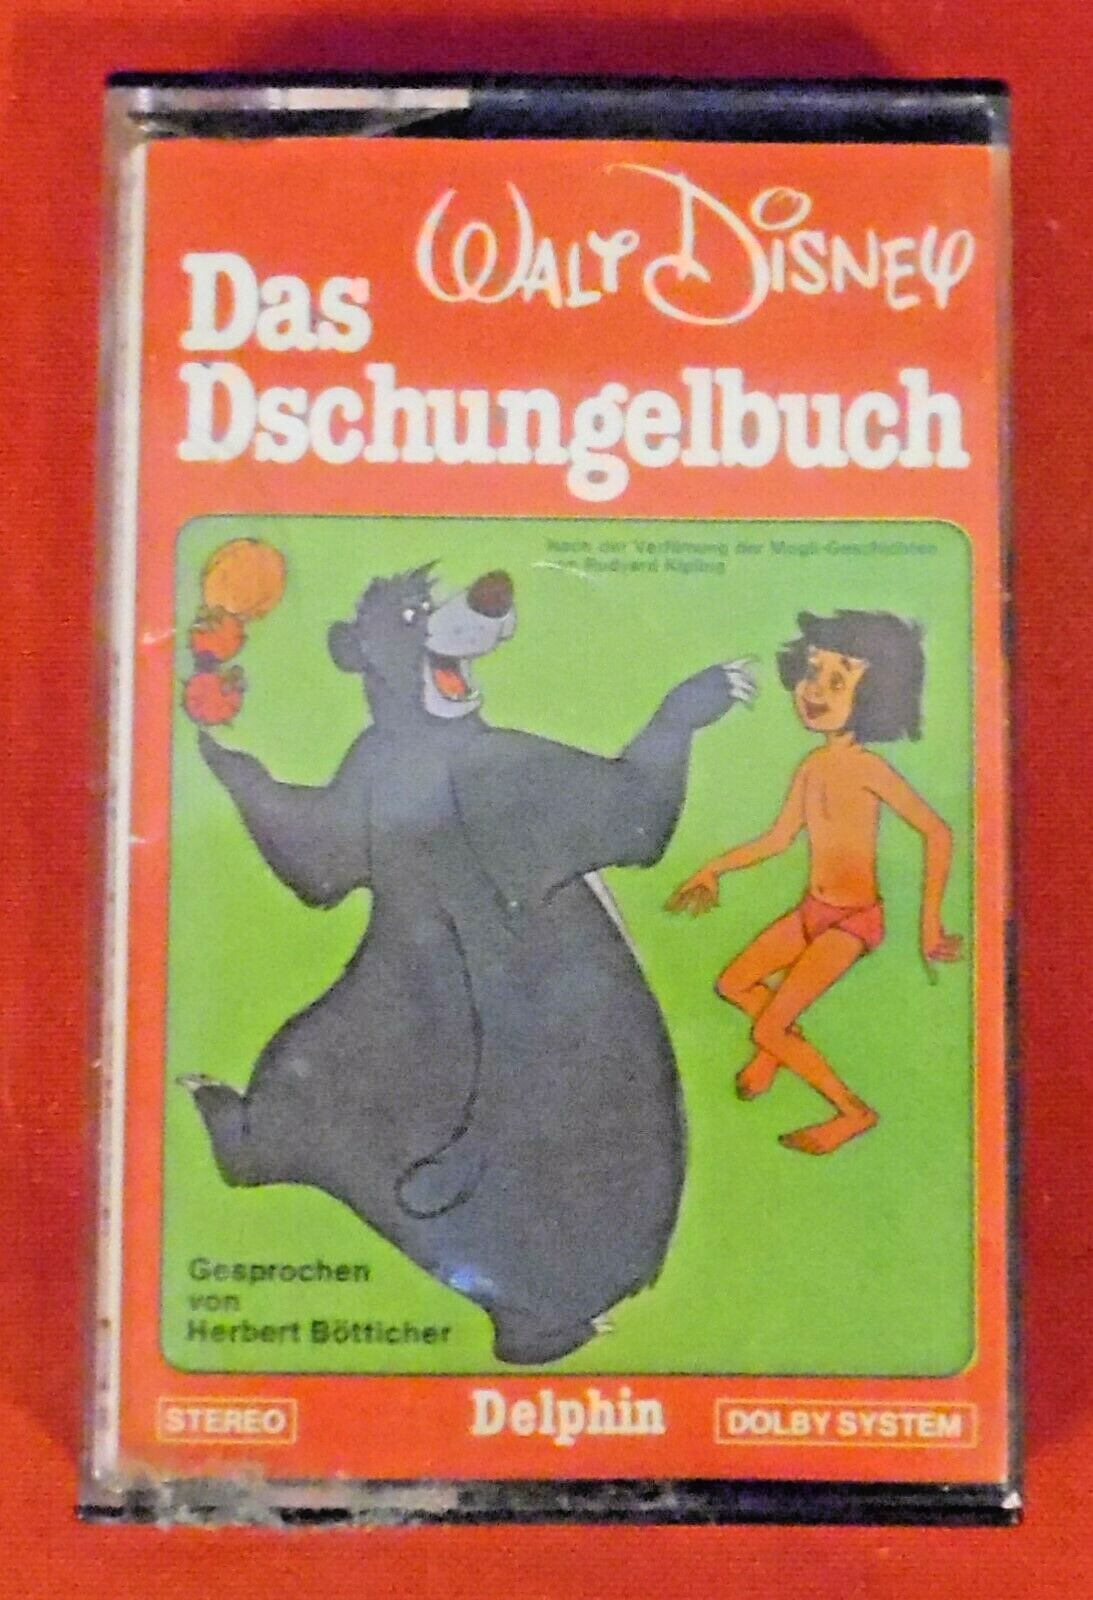 Walt Disney
Das
Dschungelbuch
Nach der Verfilmung der Mogli-Geschichten
von Rudyard Kipling
Gesprochen
von
Herbert Bötticher
STEREO
Delphin
DOLBY SYSTEM